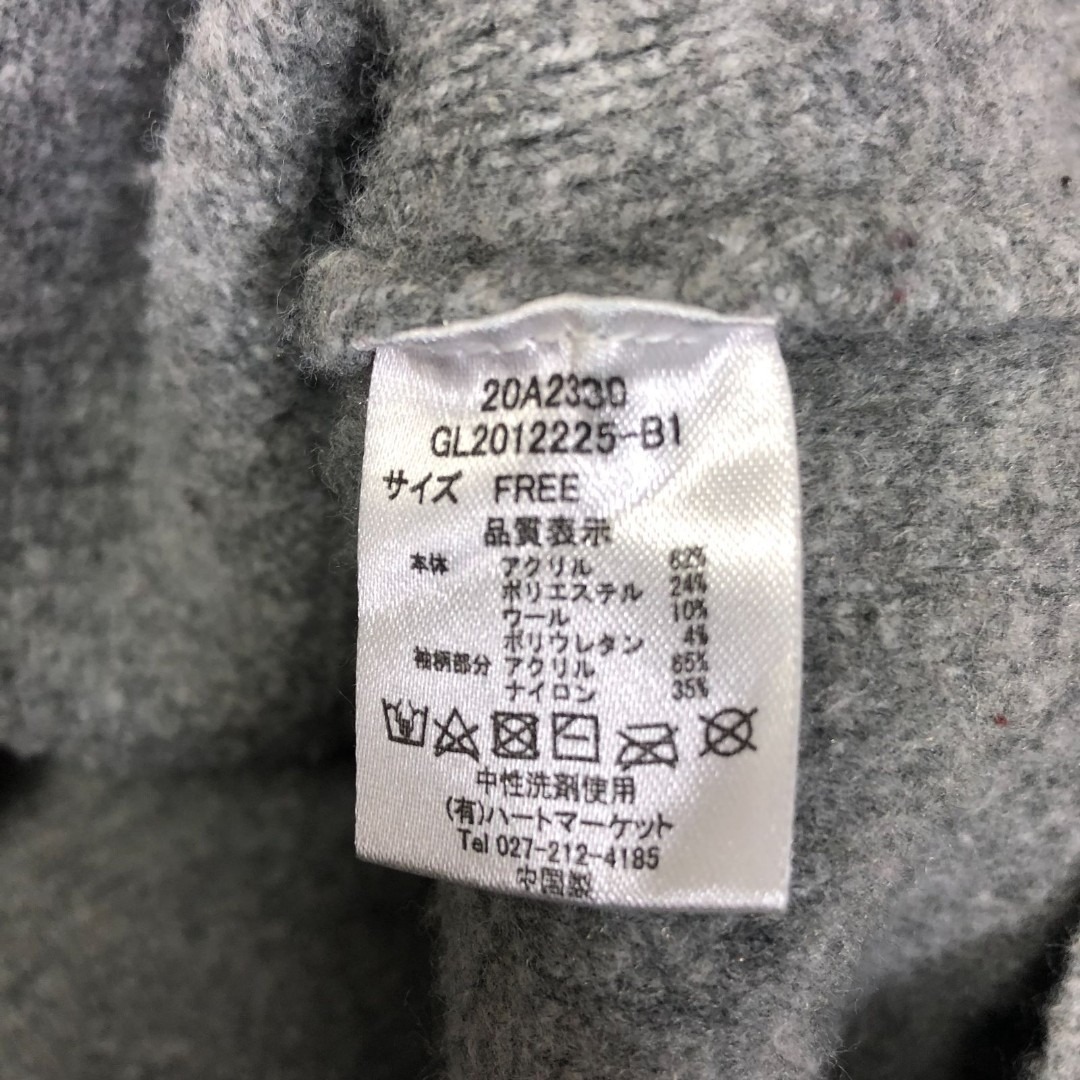 20A2330
GL2012225-B1
サイズ FREE
品質表示
本体 アクリル 62%
ポリエステル 24%
ウール 10%
ポリウレタン 4%
袖柄部分 アクリル 65%
ナイロン 35%
中性洗剤使用
(有)ハートマーケット
Tel 027-212-4185
中国製